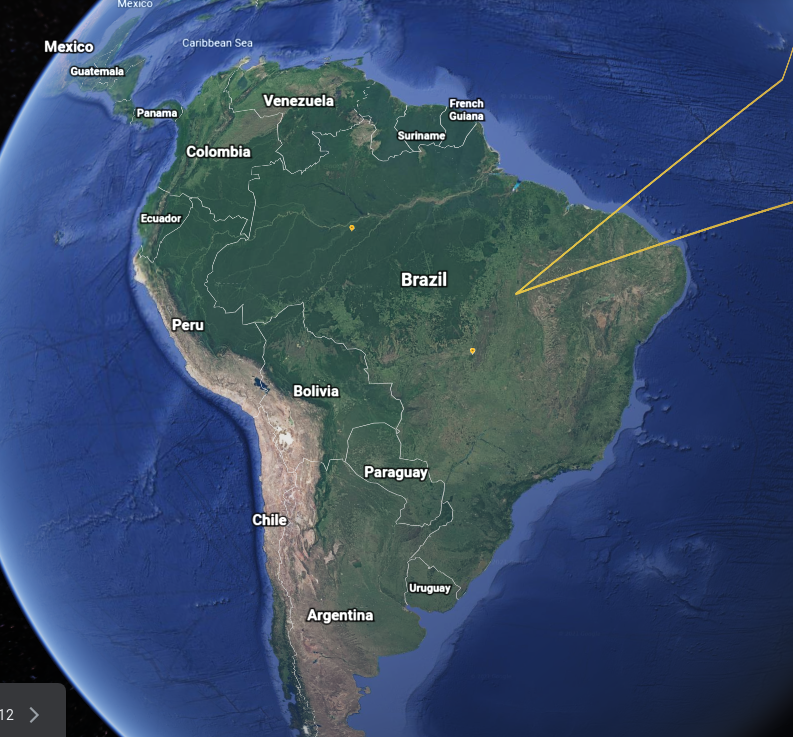 Mexico
Mexico
Caribbean Sea
Guatemala
Venezuela
French
Guiana
Panama
Suriname
Colombia
Ecuador
Brazil
Peru
Bolivia
Paraguay
Chile
Uruguay
Argentina
12